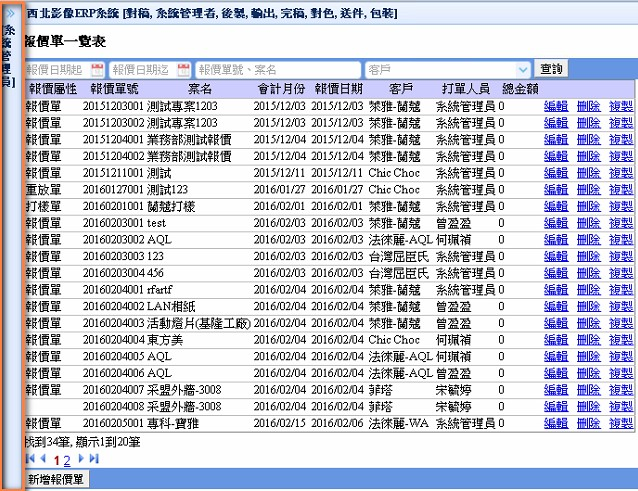 西北影像ERP系統 [對稿, 系統管理者, 後製, 輸出, 完稿, 對色, 送件, 包裝]
[系統管理員]
報價單一覽表
報價日期起 報價日期迄 報價單號、案名 客戶 查詢
報價屬性 報價單號 案名 會計月份 報價日期 客戶 打單人員 總金額
報價單 20151203001 測試專案1203 2015/12/03 2015/12/03 萊雅-蘭蔻 系統管理員 0 編輯 刪除 複製
報價單 20151203002 測試專案1203 2015/12/03 2015/12/03 萊雅-蘭蔻 系統管理員 0 編輯 刪除 複製
報價單 20151204001 業務部測試報價 2015/12/04 2015/12/04 萊雅-蘭蔻 系統管理員 0 編輯 刪除 複製
報價單 20151204002 業務部測試報價 2015/12/04 2015/12/04 萊雅-蘭蔻 系統管理員 0 編輯 刪除 複製
報價單 20151211001 測試 2015/12/11 2015/12/11 Chic Choc 系統管理員 0 編輯 刪除 複製
重放單 20160127001 測試123 2016/01/27 2016/01/27 Chic Choc 系統管理員 0 編輯 刪除 複製
打樣單 20160201001 蘭蔻打樣 2016/02/01 2016/02/01 萊雅-蘭蔻 系統管理員 0 編輯 刪除 複製
報價單 20160203001 test 2016/02/03 2016/02/03 萊雅-蘭蔻 曾盈盈 0 編輯 刪除 複製
報價單 20160203002 AQL 2016/02/03 2016/02/03 法徠麗-AQL 何珮禎 0 編輯 刪除 複製
報價單 20160203003 123 2016/02/03 2016/02/03 台灣屈臣氏 系統管理員 0 編輯 刪除 複製
報價單 20160203004 456 2016/02/03 2016/02/03 台灣屈臣氏 系統管理員 0 編輯 刪除 複製
報價單 20160204001 rfartf 2016/02/04 2016/02/04 萊雅-蘭蔻 系統管理員 0 編輯 刪除 複製
報價單 20160204002 LAN相紙 2016/02/04 2016/02/04 萊雅-蘭蔻 曾盈盈 0 編輯 刪除 複製
報價單 20160204003 活動燈片(基隆工廠) 2016/02/04 2016/02/04 萊雅-蘭蔻 曾盈盈 0 編輯 刪除 複製
報價單 20160204004 東方美 2016/02/04 2016/02/04 Chic Choc 何珮禎 0 編輯 刪除 複製
報價單 20160204005 AQL 2016/02/04 2016/02/04 法徠麗-AQL 何珮禎 0 編輯 刪除 複製
報價單 20160204006 AQL 2016/02/04 2016/02/04 法徠麗-AQL 曾盈盈 0 編輯 刪除 複製
報價單 20160204007 采盟外牆-3008 2016/02/04 2016/02/04 菲塔 宋毓婷 0 編輯 刪除 複製
20160204008 采盟外牆-3008 2016/02/04 2016/02/04 菲塔 宋毓婷 0 編輯 刪除 複製
報價單 20160205001 專科-寶雅 2016/02/15 2016/02/06 法徠麗-WA 系統管理員 0 編輯 刪除 複製
找到34筆, 顯示1到20筆
1 2
新增報價單